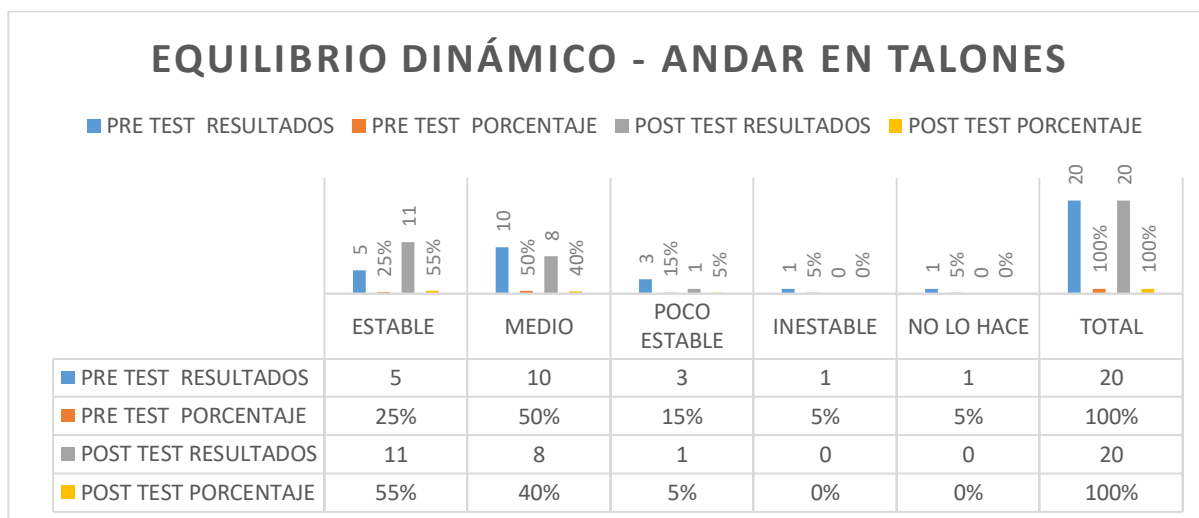 EQUILIBRIO DINÁMICO - ANDAR EN TALONES
PRE TEST RESULTADOS PRE TEST PORCENTAJE POST TEST RESULTADOS POST TEST PORCENTAJE
5 25% 11 55% 10 50% 8 40% 3 15% 1 5% 1 5% 0 0% 1 5% 0 0% 20 100% 20 100%
ESTABLE MEDIO POCO ESTABLE INESTABLE NO LO HACE TOTAL
PRE TEST RESULTADOS 5 10 3 1 1 20
PRE TEST PORCENTAJE 25% 50% 15% 5% 5% 100%
POST TEST RESULTADOS 11 8 1 0 0 20
POST TEST PORCENTAJE 55% 40% 5% 0% 0% 100%